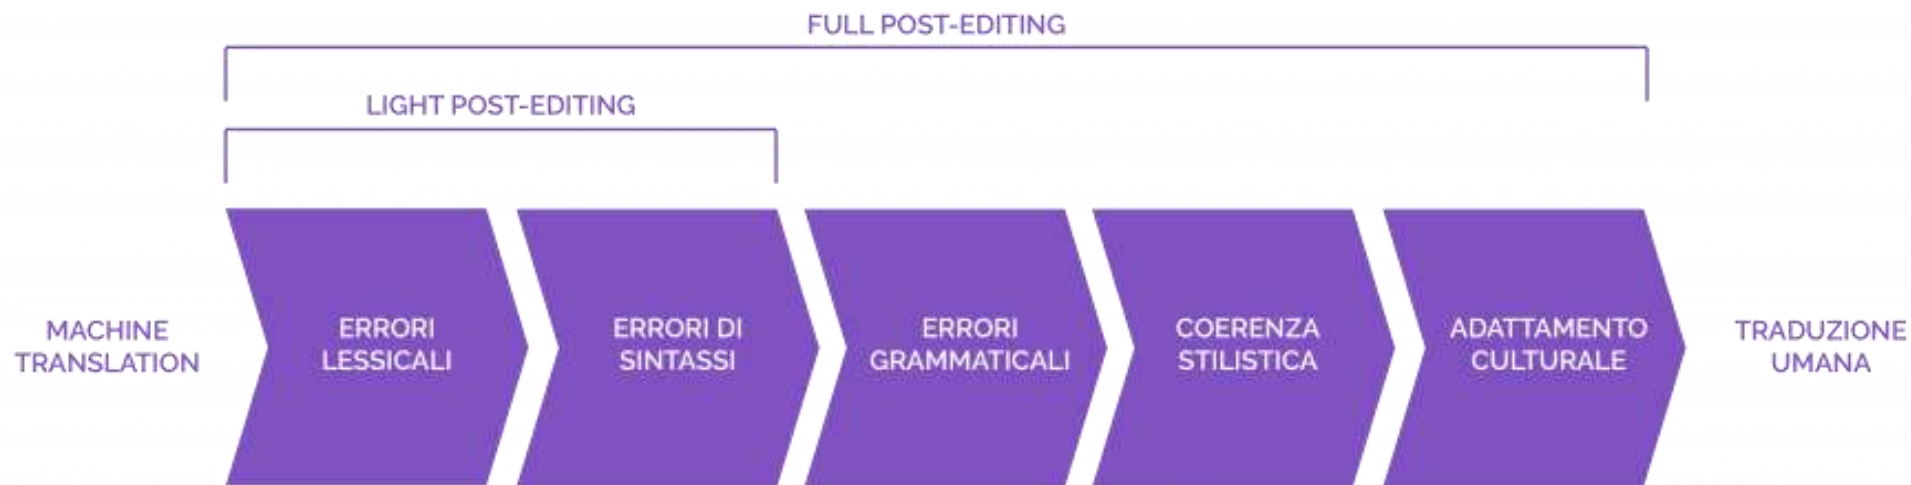 FULL POST-EDITING
LIGHT POST-EDITING
MACHINE
TRANSLATION
ERRORI
LESSICALI
ERRORI DI
SINTASSI
ERRORI
GRAMMATICALI
COERENZA
STILISTICA
ADATTAMENTO
CULTURALE
TRADUZIONE
UMANA